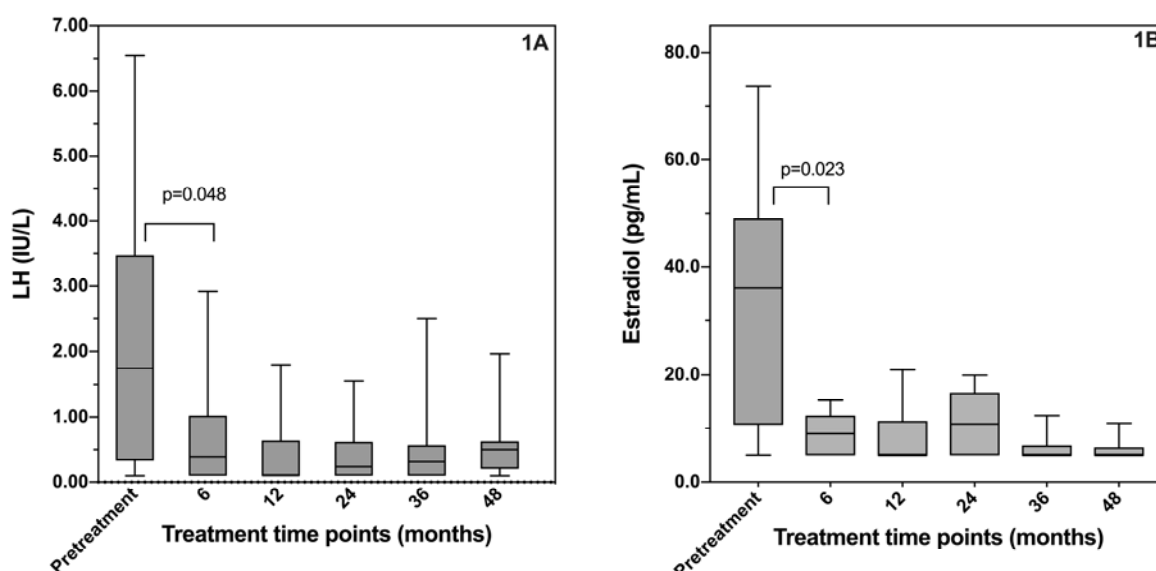 1A
LH (IU/L)
7.00
6.00
5.00
4.00
3.00
2.00
1.00
0.00
p=0.048
Pretreatment
6
12
24
36
48
Treatment time points (months)
1B
Estradiol (pg/mL)
80.0
60.0
40.0
20.0
0.0
p=0.023
Pretreatment
6
12
24
36
48
Treatment time points (months)